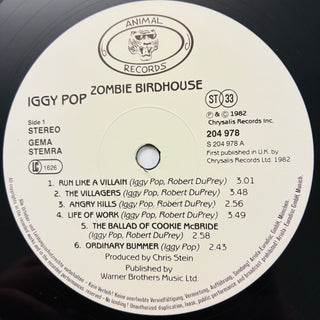 ANIMAL
RECORDS
IGGY POP ZOMBIE BIRDHOUSE
Side 1
STEREO
GEMA
STEMRA
LC 1626
ST 33
Ⓟ & © 1982
Chrysalis Records Inc.
204 978
S 204 978 A
First published in U.K. by
Chrysalis Records Ltd. 1982
1. RUN LIKE A VILLAIN (Iggy Pop, Robert DuPrey) 3.01
2. THE VILLAGERS (Iggy Pop, Robert DuPrey) 3.48
3. ANGRY HILLS (Iggy Pop, Robert DuPrey) 2.56
4. LIFE OF WORK (Iggy Pop, Robert DuPrey) 3.49
5. THE BALLAD OF COOKIE McBRIDE
(Iggy Pop, Robert DuPrey) 2.58
6. ORDINARY BUMMER (Iggy Pop) 2.43
Produced by Chris Stein
Published by
Warner Brothers Music Ltd.